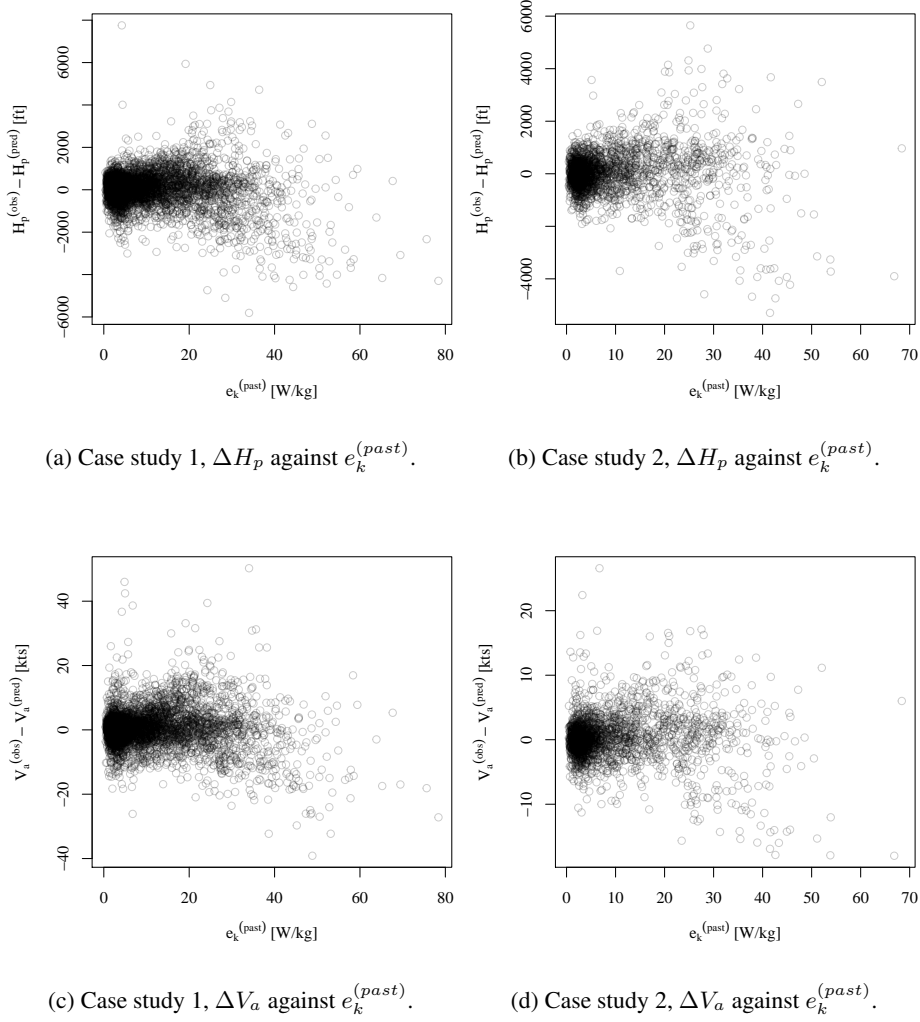 6000
2000
0
−2000
−6000
H_p^(obs) − H_p^(pred) [ft]
0 20 40 60 80
e_k^(past) [W/kg]
(a) Case study 1, ΔH_p against e_k^(past).
6000
4000
2000
0
−4000
H_p^(obs) − H_p^(pred) [ft]
0 10 20 30 40 50 60 70
e_k^(past) [W/kg]
(b) Case study 2, ΔH_p against e_k^(past).
40
20
0
−20
−40
V_a^(obs) − V_a^(pred) [kts]
0 20 40 60 80
e_k^(past) [W/kg]
(c) Case study 1, ΔV_a against e_k^(past).
20
10
0
−10
V_a^(obs) − V_a^(pred) [kts]
0 10 20 30 40 50 60 70
e_k^(past) [W/kg]
(d) Case study 2, ΔV_a against e_k^(past).